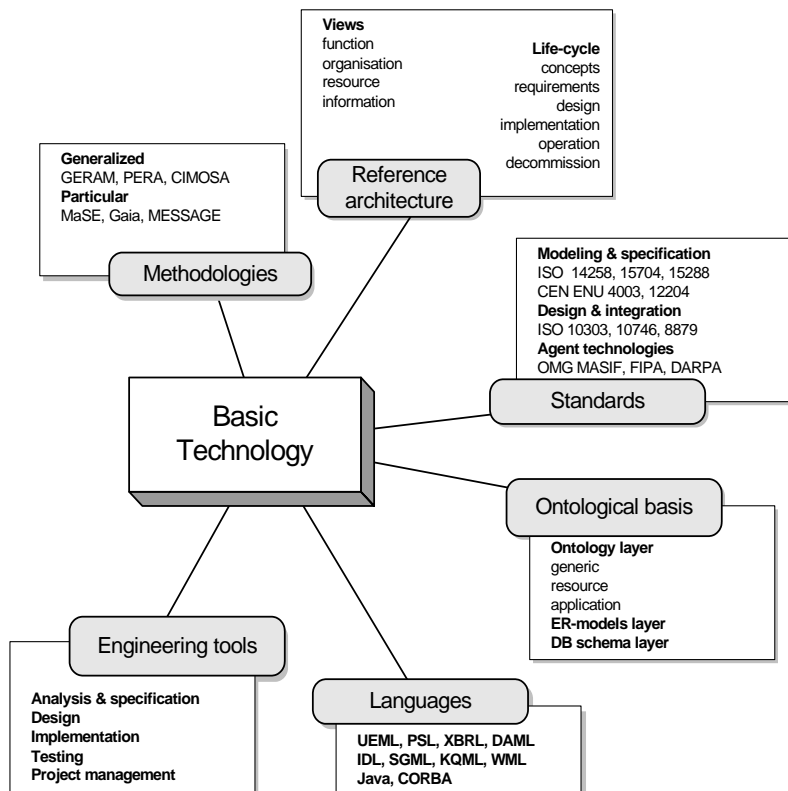 Views
function
organisation
resource
information
Life-cycle
concepts
requirements
design
implementation
operation
decommission
Reference
architecture
Generalized
GERAM, PERA, CIMOSA
Particular
MaSE, Gaia, MESSAGE
Methodologies
Modeling & specification
ISO 14258, 15704, 15288
CEN ENU 4003, 12204
Design & integration
ISO 10303, 10746, 8879
Agent technologies
OMG MASIF, FIPA, DARPA
Standards
Basic
Technology
Ontological basis
Ontology layer
generic
resource
application
ER-models layer
DB schema layer
Engineering tools
Analysis & specification
Design
Implementation
Testing
Project management
Languages
UEML, PSL, XBRL, DAML
IDL, SGML, KQML, WML
Java, CORBA